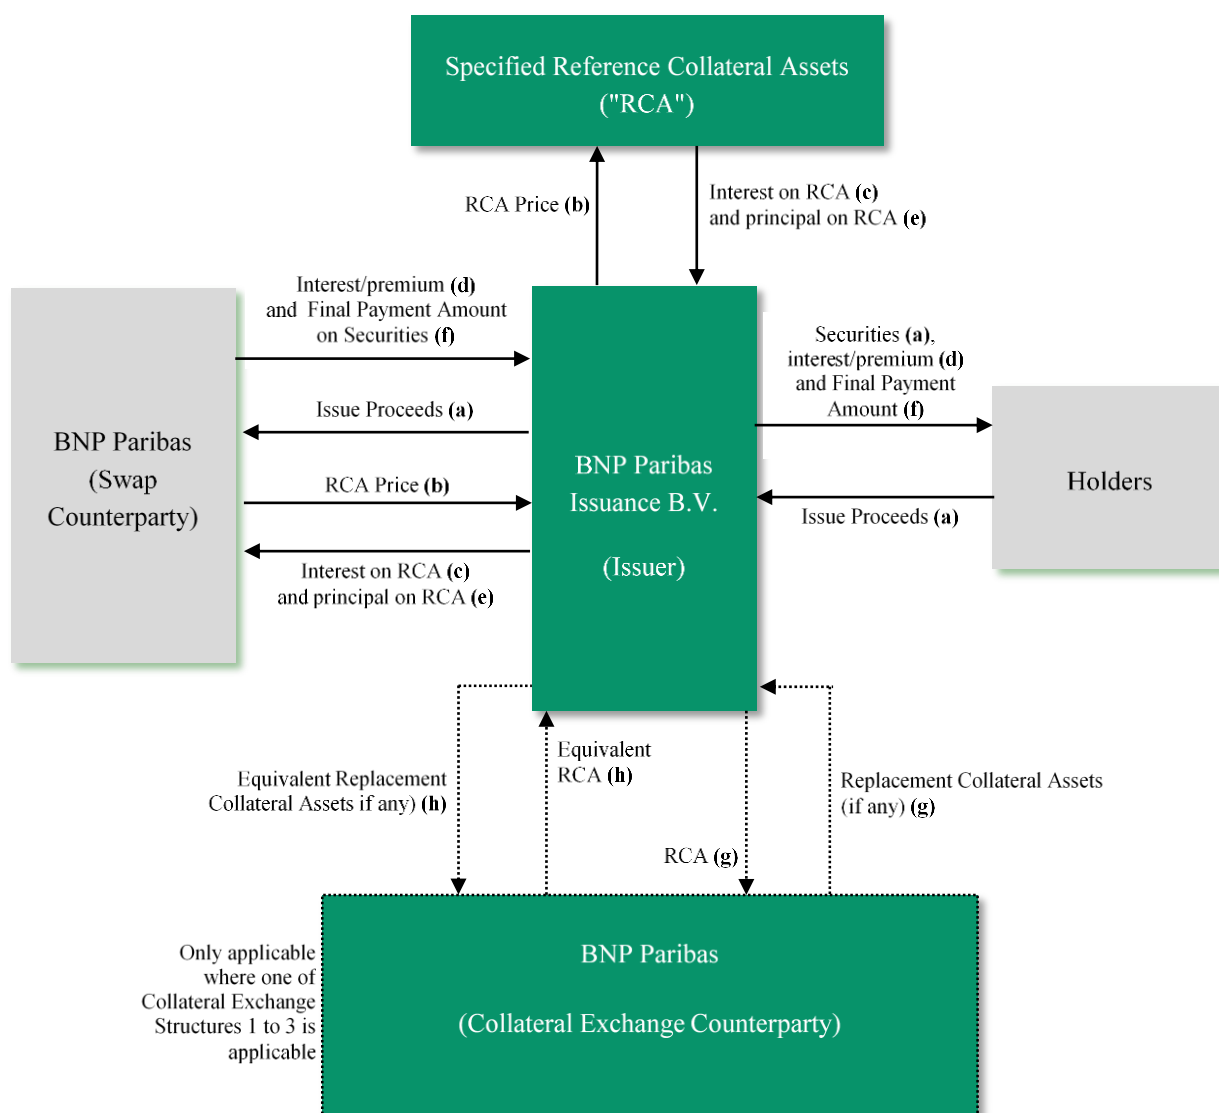 Specified Reference Collateral Assets
("RCA")
RCA Price (b)
Interest on RCA (c)
and principal on RCA (e)
Interest/premium (d)
and Final Payment Amount
on Securities (f)
Issue Proceeds (a)
RCA Price (b)
Interest on RCA (c)
and principal on RCA (e)
BNP Paribas
(Swap
Counterparty)
BNP Paribas
Issuance B.V.
(Issuer)
Securities (a),
interest/premium (d)
and Final Payment
Amount (f)
Issue Proceeds (a)
Holders
Equivalent Replacement
Collateral Assets if any) (h)
Equivalent
RCA (h)
RCA (g)
Replacement Collateral Assets
(if any) (g)
Only applicable
where one of
Collateral Exchange
Structures 1 to 3 is
applicable
BNP Paribas
(Collateral Exchange Counterparty)